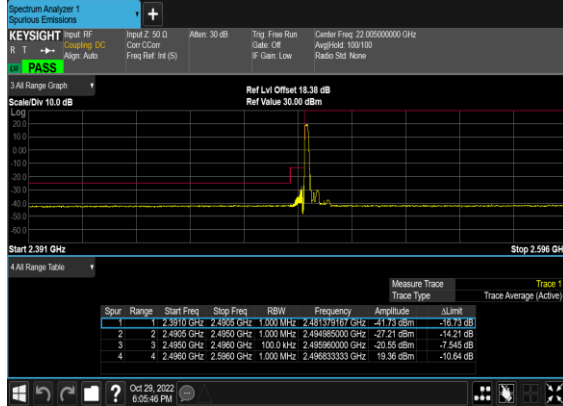 Spectrum Analyzer 1
Spurious Emissions
KEYSIGHT
R T
PASS
Input: RF
Coupling: DC
Align: Auto
Input Z: 50 Ω
Corr CCorr
Freq Ref: Int (S)
Atten: 30 dB
Trig: Free Run
Gate: Off
IF Gain: Low
Center Freq: 22.005000000 GHz
Avg|Hold: 100/100
Radio Std: None
3 All Range Graph
Scale/Div 10.0 dB
Ref Lvl Offset 18.38 dB
Ref Value 30.00 dBm
Log
20.0
10.0
0.00
-10.0
-20.0
-30.0
-40.0
-50.0
-60.0
Start 2.391 GHz
Stop 2.596 GH
4 All Range Table
Measure Trace Trace 1
Trace Type Trace Average (Active)
Spur Range Start Freq Stop Freq RBW Frequency Amplitude ΔLimit
1 1 2.3910 GHz 2.4905 GHz 1.000 MHz 2.481379167 GHz -41.73 dBm -16.73 dB
2 2 2.4905 GHz 2.4950 GHz 1.000 MHz 2.494985000 GHz -27.21 dBm -14.21 dB
3 3 2.4950 GHz 2.4960 GHz 100.0 kHz 2.495960000 GHz -20.55 dBm -7.545 dB
4 4 2.4960 GHz 2.5960 GHz 1.000 MHz 2.496833333 GHz 19.36 dBm -10.64 dB
Oct 29, 2022
6:05:46 PM